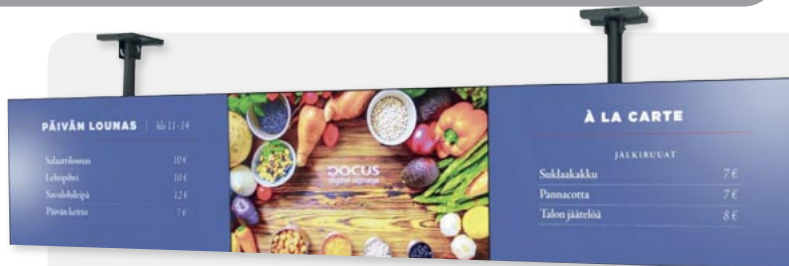 PÄIVÄN LOUNAS | klo 11-14
Salaattilounas 10 €
Lehtipihvi 10 €
Savulohileipä 12 €
Päivän keitto 7 €
DOCUS
digital signage
À LA CARTE
JÄLKIRUUAT
Suklaakakku 7 €
Pannacotta 7 €
Talon jäätelöä 8 €